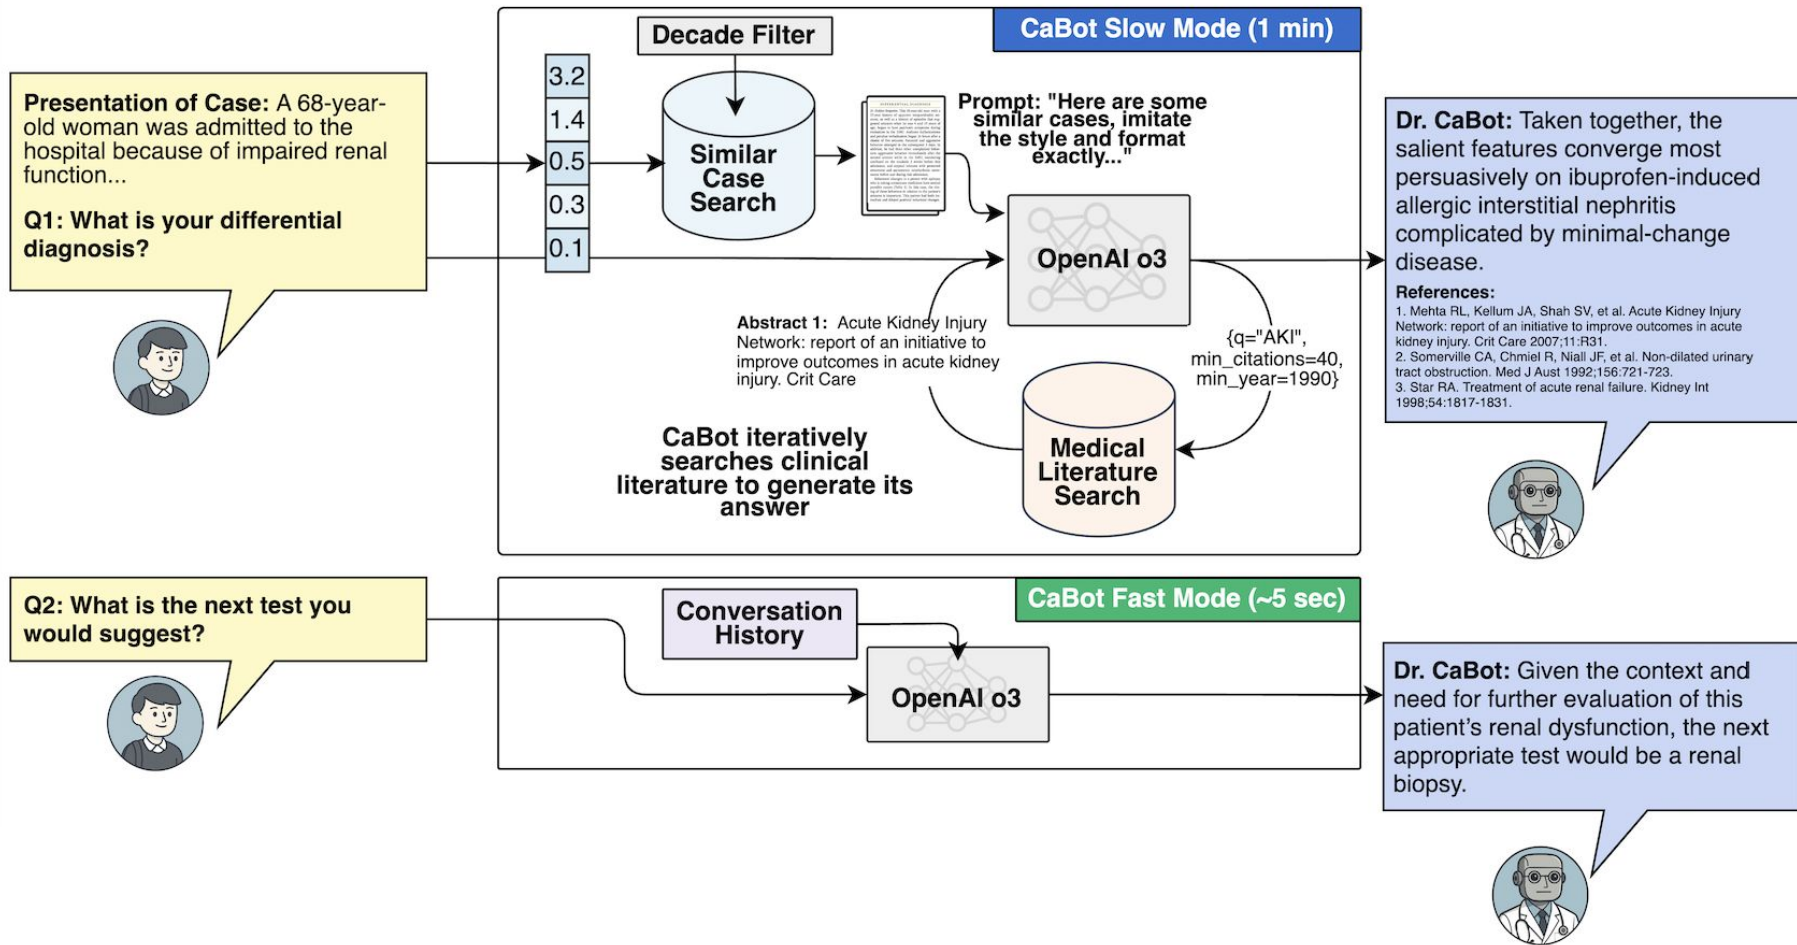 Decade Filter
CaBot Slow Mode (1 min)
Presentation of Case: A 68-year-
old woman was admitted to the
hospital because of impaired renal
function...
Q1: What is your differential
diagnosis?
3.2
1.4
0.5
0.3
0.1
Similar
Case
Search
Prompt: "Here are some
similar cases, imitate
the style and format
exactly..."
OpenAI o3
Abstract 1: Acute Kidney Injury
Network: report of an initiative to
improve outcomes in acute kidney
injury. Crit Care
{q="AKI",
min_citations=40,
min_year=1990}
Medical
Literature
Search
CaBot iteratively
searches clinical
literature to generate its
answer
Dr. CaBot: Taken together, the
salient features converge most
persuasively on ibuprofen-induced
allergic interstitial nephritis
complicated by minimal-change
disease.
References:
1. Mehta RL, Kellum JA, Shah SV, et al. Acute Kidney Injury
Network: report of an initiative to improve outcomes in acute
kidney injury. Crit Care 2007;11:R31.
2. Somerville CA, Chmiel R, Niall JF, et al. Non-dilated urinary
tract obstruction. Med J Aust 1992;156:721-723.
3. Star RA. Treatment of acute renal failure. Kidney Int
1998;54:1817-1831.
Q2: What is the next test you
would suggest?
CaBot Fast Mode (~5 sec)
Conversation
History
OpenAI o3
Dr. CaBot: Given the context and
need for further evaluation of this
patient's renal dysfunction, the next
appropriate test would be a renal
biopsy.